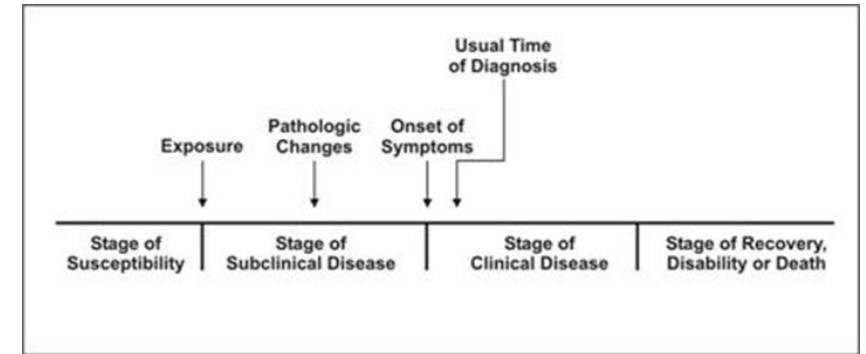 Usual Time
of Diagnosis
Exposure
Pathologic
Changes
Onset of
Symptoms
Stage of
Susceptibility
Stage of
Subclinical Disease
Stage of
Clinical Disease
Stage of Recovery,
Disability or Death